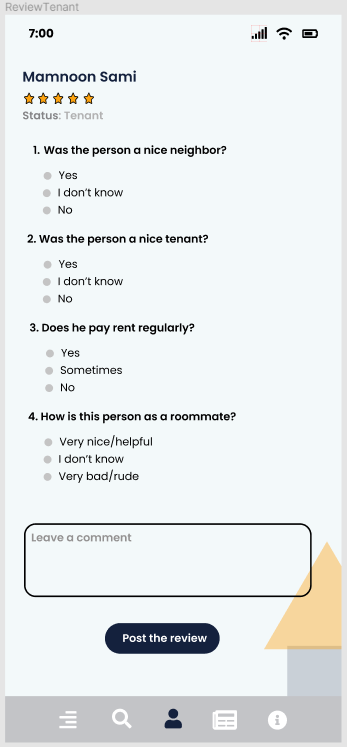 ReviewTenant
7:00
Mamnoon Sami
Status: Tenant
1. Was the person a nice neighbor?
Yes
I don’t know
No
2. Was the person a nice tenant?
Yes
I don’t know
No
3. Does he pay rent regularly?
Yes
Sometimes
No
4. How is this person as a roommate?
Very nice/helpful
I don’t know
Very bad/rude
Leave a comment
Post the review